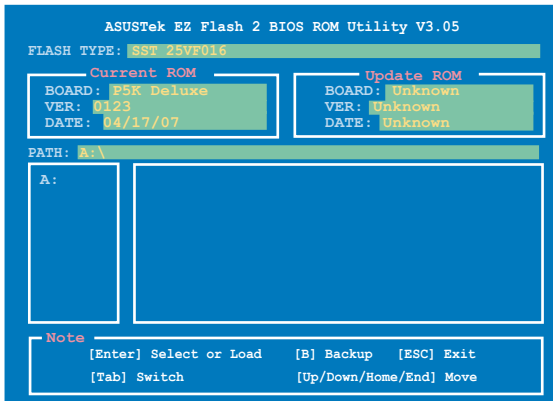 ASUSTek EZ Flash 2 BIOS ROM Utility V3.05
FLASH TYPE: SST 25VF016
Current ROM
BOARD: P5K Deluxe
VER: 0123
DATE: 04/17/07
Update ROM
BOARD: Unknown
VER: Unknown
DATE: Unknown
PATH: A:\
A:
Note
[Enter] Select or Load [B] Backup [ESC] Exit
[Tab] Switch [Up/Down/Home/End] Move